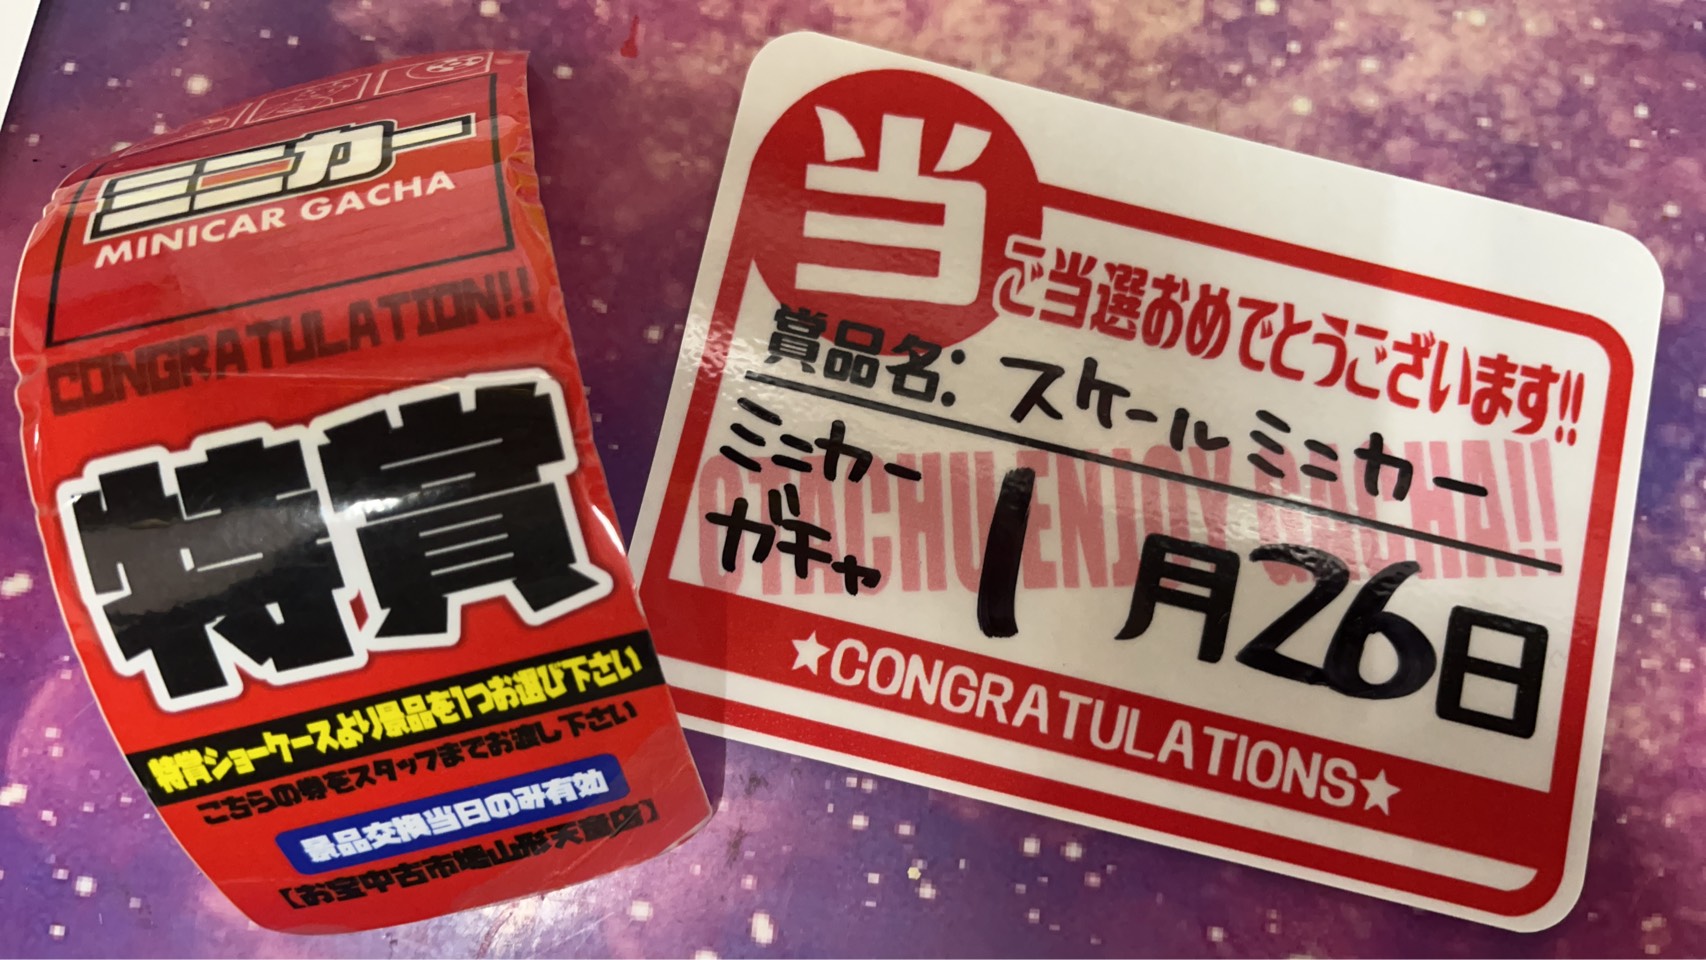 ミニカー
MINICAR GACHA
CONGRATULATION!!
特賞
特賞ショーケースより景品を1つお選び下さい
こちらの券をスタッフまでお渡し下さい
景品交換当日のみ有効
【お宝中古市場山形天童店】
当
ご当選おめでとうございます!!
賞品名:スケールミニカー
ミニカー
ガチャ
1月26日
OTACHU ENJOY GACHA!!
★CONGRATULATIONS★